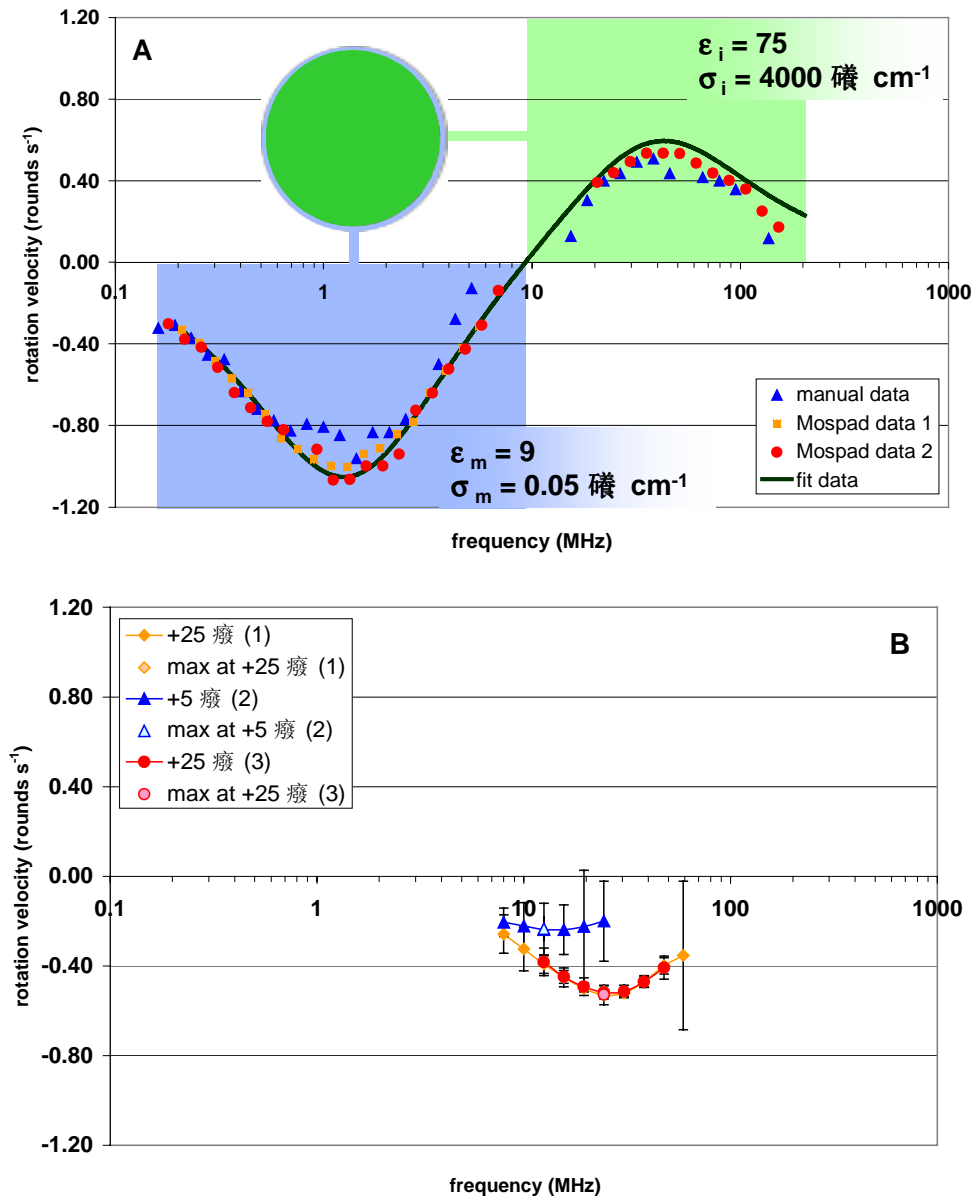 A
ε i = 75
σ i = 4000 礒 cm-1
ε m = 9
σ m = 0.05 礒 cm-1
1.20
0.80
0.40
0.00
-0.40
-0.80
-1.20
0.1
1
10
100
1000
rotation velocity (rounds s-1)
frequency (MHz)
manual data
Mospad data 1
Mospad data 2
fit data
B
+25 癈 (1)
max at +25 癈 (1)
+5 癈 (2)
max at +5 癈 (2)
+25 癈 (3)
max at +25 癈 (3)
1.20
0.80
0.40
0.00
-0.40
-0.80
-1.20
0.1
1
10
100
1000
rotation velocity (rounds s-1)
frequency (MHz)